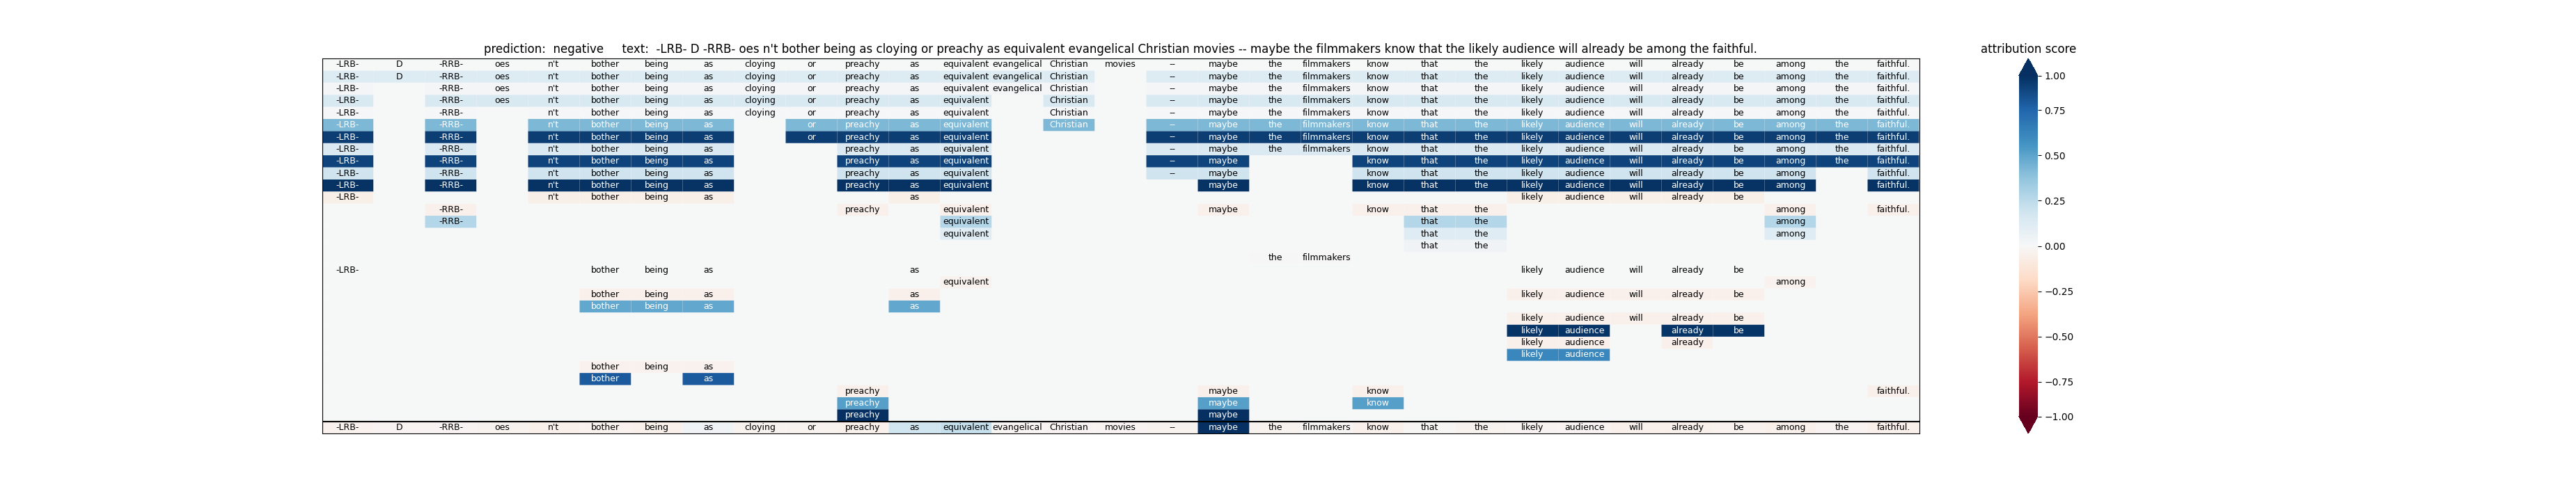 prediction: negative text: -LRB- D -RRB- oes n't bother being as cloying or preachy as equivalent evangelical Christian movies -- maybe the filmmakers know that the likely audience will already be among the faithful. attribution score
-LRB- D -RRB- oes n't bother being as cloying or preachy as equivalent evangelical Christian movies -- maybe the filmmakers know that the likely audience will already be among the faithful.
-LRB- D -RRB- oes n't bother being as cloying or preachy as equivalent evangelical Christian -- maybe the filmmakers know that the likely audience will already be among the faithful. 1.00
-LRB- -RRB- oes n't bother being as cloying or preachy as equivalent evangelical Christian -- maybe the filmmakers know that the likely audience will already be among the faithful.
-LRB- -RRB- oes n't bother being as cloying or preachy as equivalent Christian -- maybe the filmmakers know that the likely audience will already be among the faithful.
-LRB- -RRB- n't bother being as cloying or preachy as equivalent Christian -- maybe the filmmakers know that the likely audience will already be among the faithful. 0.75
-LRB- -RRB- n't bother being as or preachy as equivalent Christian -- maybe the filmmakers know that the likely audience will already be among the faithful.
-LRB- -RRB- n't bother being as or preachy as equivalent -- maybe the filmmakers know that the likely audience will already be among the faithful.
-LRB- -RRB- n't bother being as preachy as equivalent -- maybe the filmmakers know that the likely audience will already be among the faithful.
-LRB- -RRB- n't bother being as preachy as equivalent -- maybe know that the likely audience will already be among the faithful. 0.50
-LRB- -RRB- n't bother being as preachy as equivalent -- maybe know that the likely audience will already be among faithful.
-LRB- -RRB- n't bother being as preachy as equivalent maybe know that the likely audience will already be among faithful.
-LRB- n't bother being as as likely audience will already be 0.25
-RRB- preachy equivalent maybe know that the among faithful.
-RRB- equivalent that the among
equivalent that the among
that the 0.00
the filmmakers
-LRB- bother being as as likely audience will already be
equivalent among
bother being as as likely audience will already be −0.25
bother being as as
likely audience will already be
likely audience already be
likely audience already −0.50
likely audience
bother being as
bother as −0.75
preachy maybe know faithful.
preachy maybe know
preachy maybe −1.00
-LRB- D -RRB- oes n't bother being as cloying or preachy as equivalent evangelical Christian movies -- maybe the filmmakers know that the likely audience will already be among the faithful.